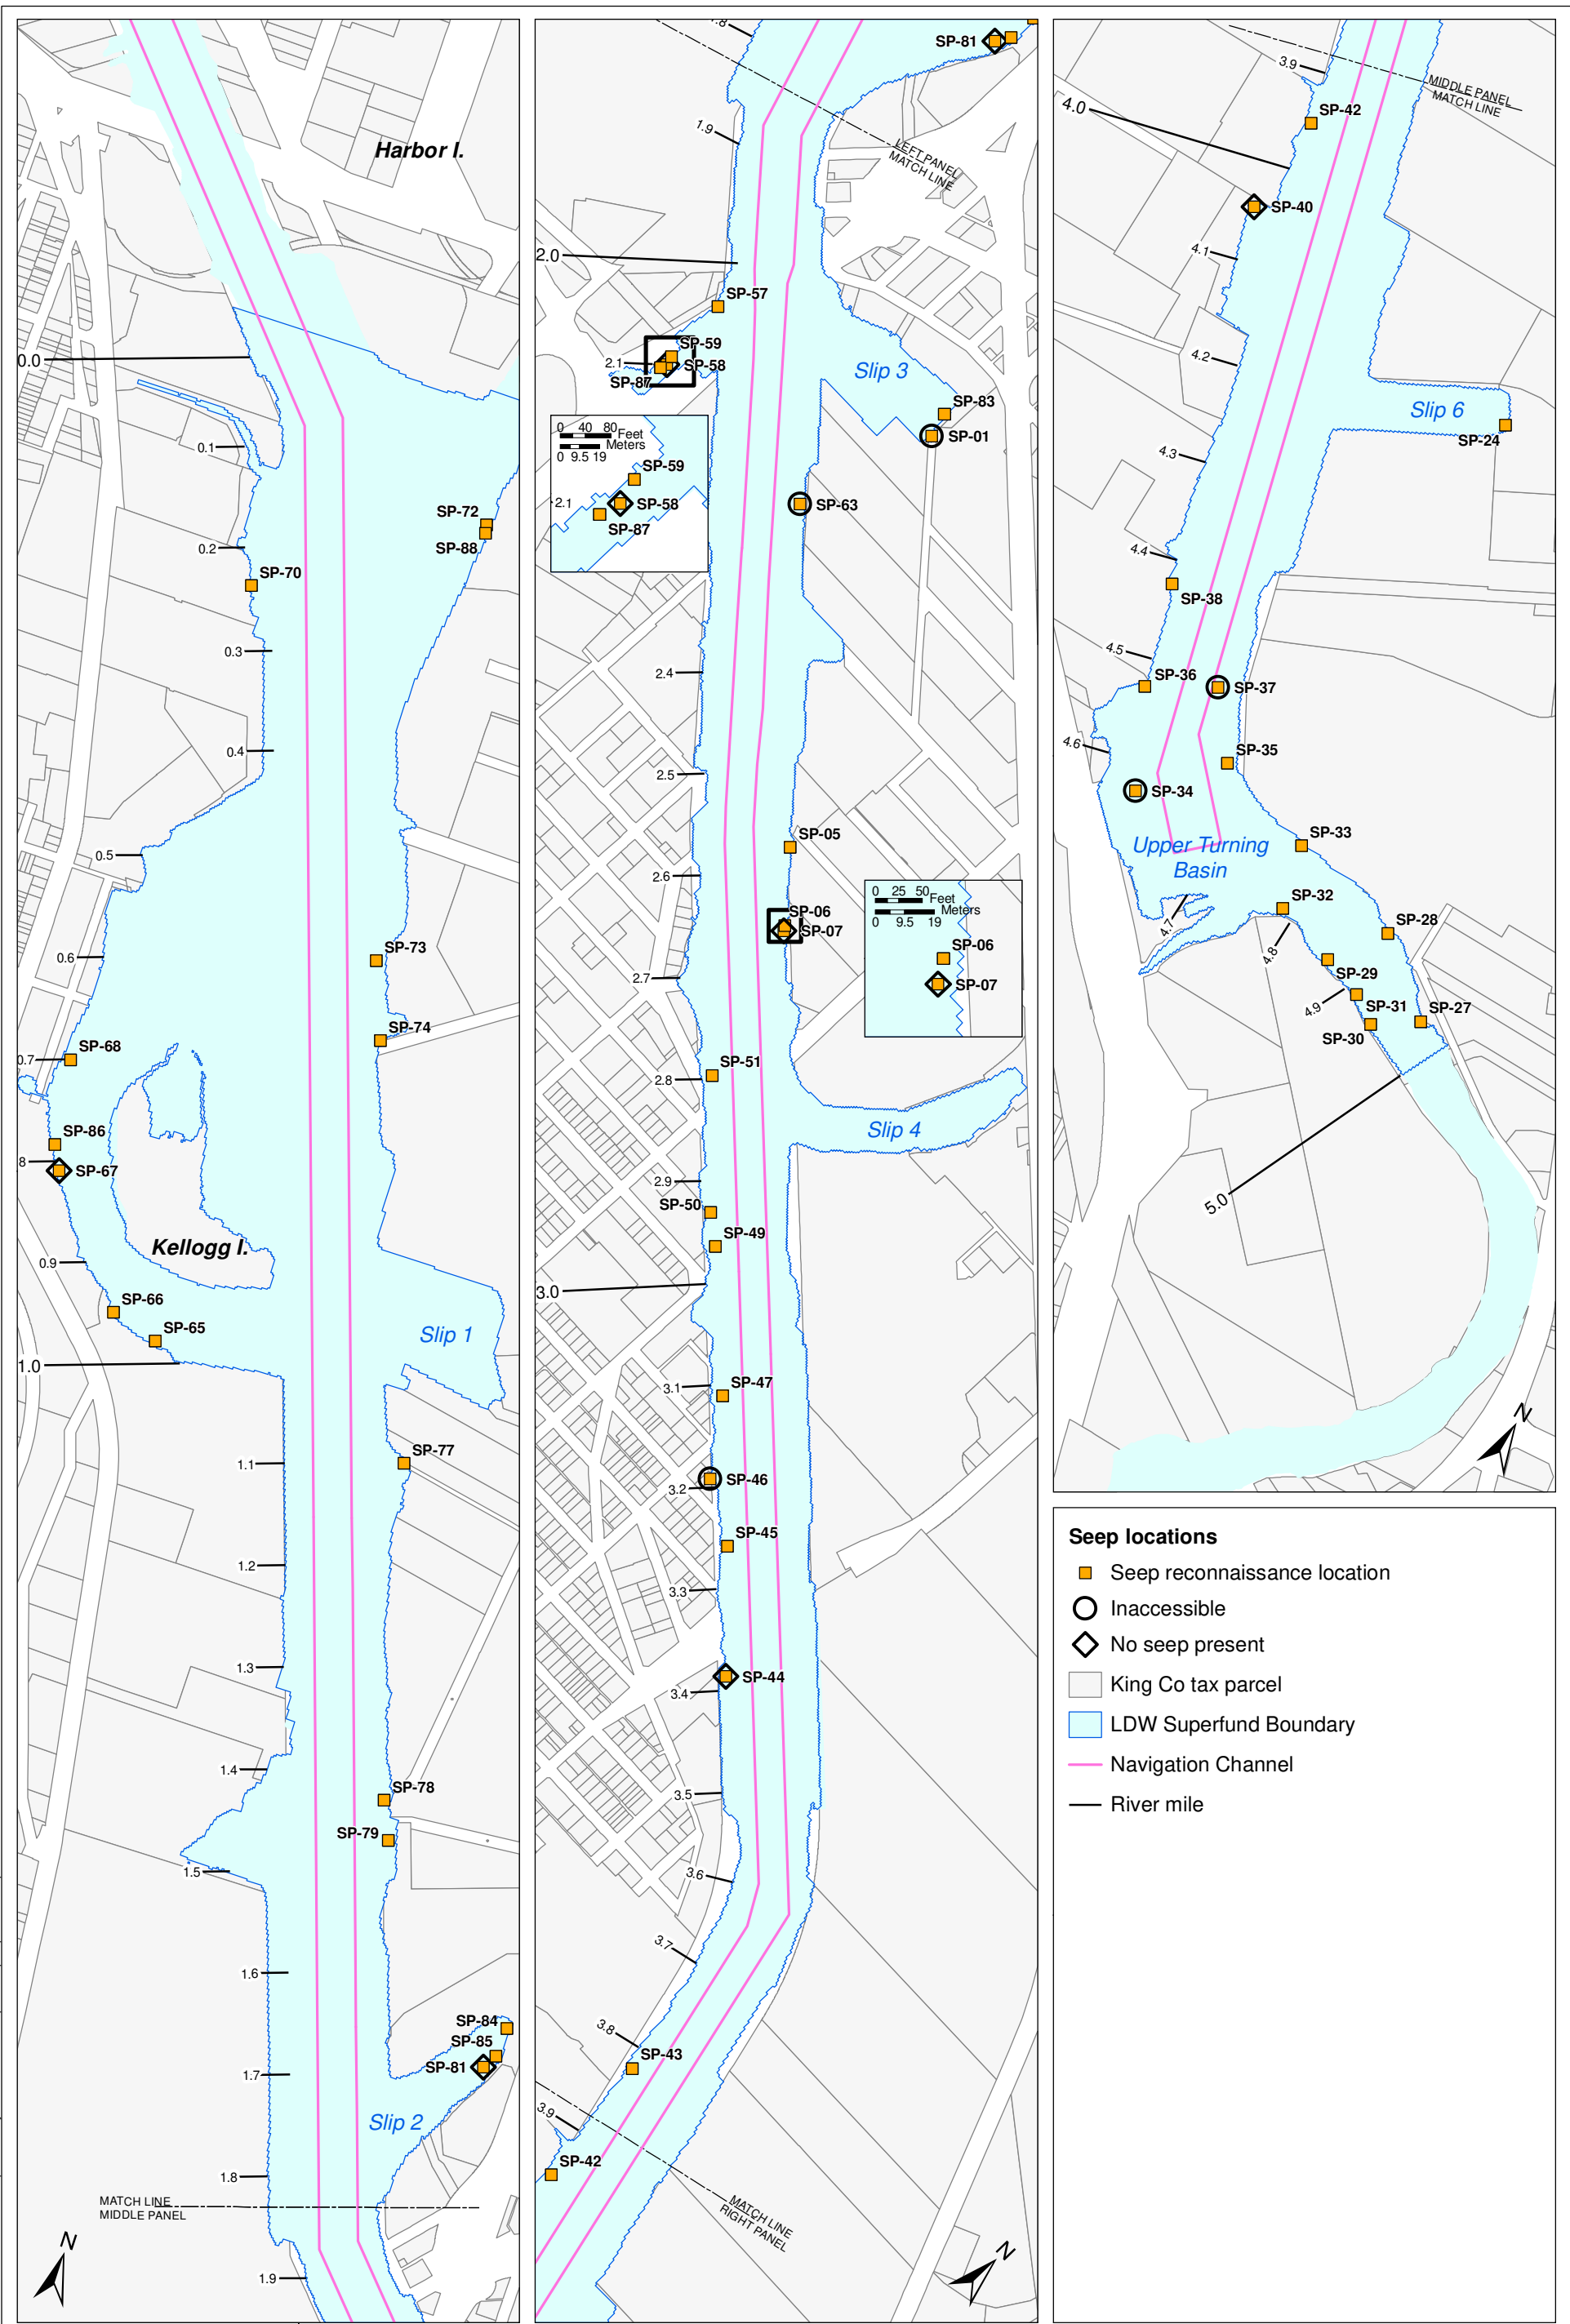 Harbor I.
0.0
0.1
SP-72
SP-88
0.2
SP-70
0.3
0.4
0.5
SP-73
0.6
SP-74
SP-68
0.7
SP-86
8
SP-67
Kellogg I.
0.9
SP-66
SP-65
Slip 1
1.0
SP-77
1.1
1.2
1.3
1.4
SP-78
SP-79
1.5
1.6
SP-84
SP-85
SP-81
1.7
Slip 2
1.8
MATCH LINE
MIDDLE PANEL
N
1.9
.8
SP-81
1.9
LEFT PANEL
MATCH LINE
2.0
SP-57
SP-59
2.1
SP-58
SP-87
Slip 3
SP-83
SP-01
0 40 80 Feet
Meters
0 9.5 19
SP-59
2.1
SP-58
SP-87
SP-63
2.4
2.5
SP-05
2.6
0 25 50 Feet
Meters
0 9.5 19
SP-06
SP-07
SP-06
SP-07
2.7
SP-51
2.8
Slip 4
2.9
SP-50
SP-49
3.0
3.1
SP-47
SP-46
3.2
SP-45
3.3
SP-44
3.4
3.5
3.6
3.7
3.8
SP-43
3.9
SP-42
MATCH LINE
RIGHT PANEL
N
3.9
MIDDLE PANEL
MATCH LINE
4.0
SP-42
SP-40
4.1
4.2
Slip 6
SP-24
4.3
4.4
SP-38
4.5
SP-36
SP-37
4.6
SP-35
SP-34
SP-33
Upper Turning
Basin
SP-32
4.7
SP-28
4.8
SP-29
4.9
SP-31
SP-27
SP-30
5.0
N
Seep locations
Seep reconnaissance location
Inaccessible
No seep present
King Co tax parcel
LDW Superfund Boundary
Navigation Channel
River mile